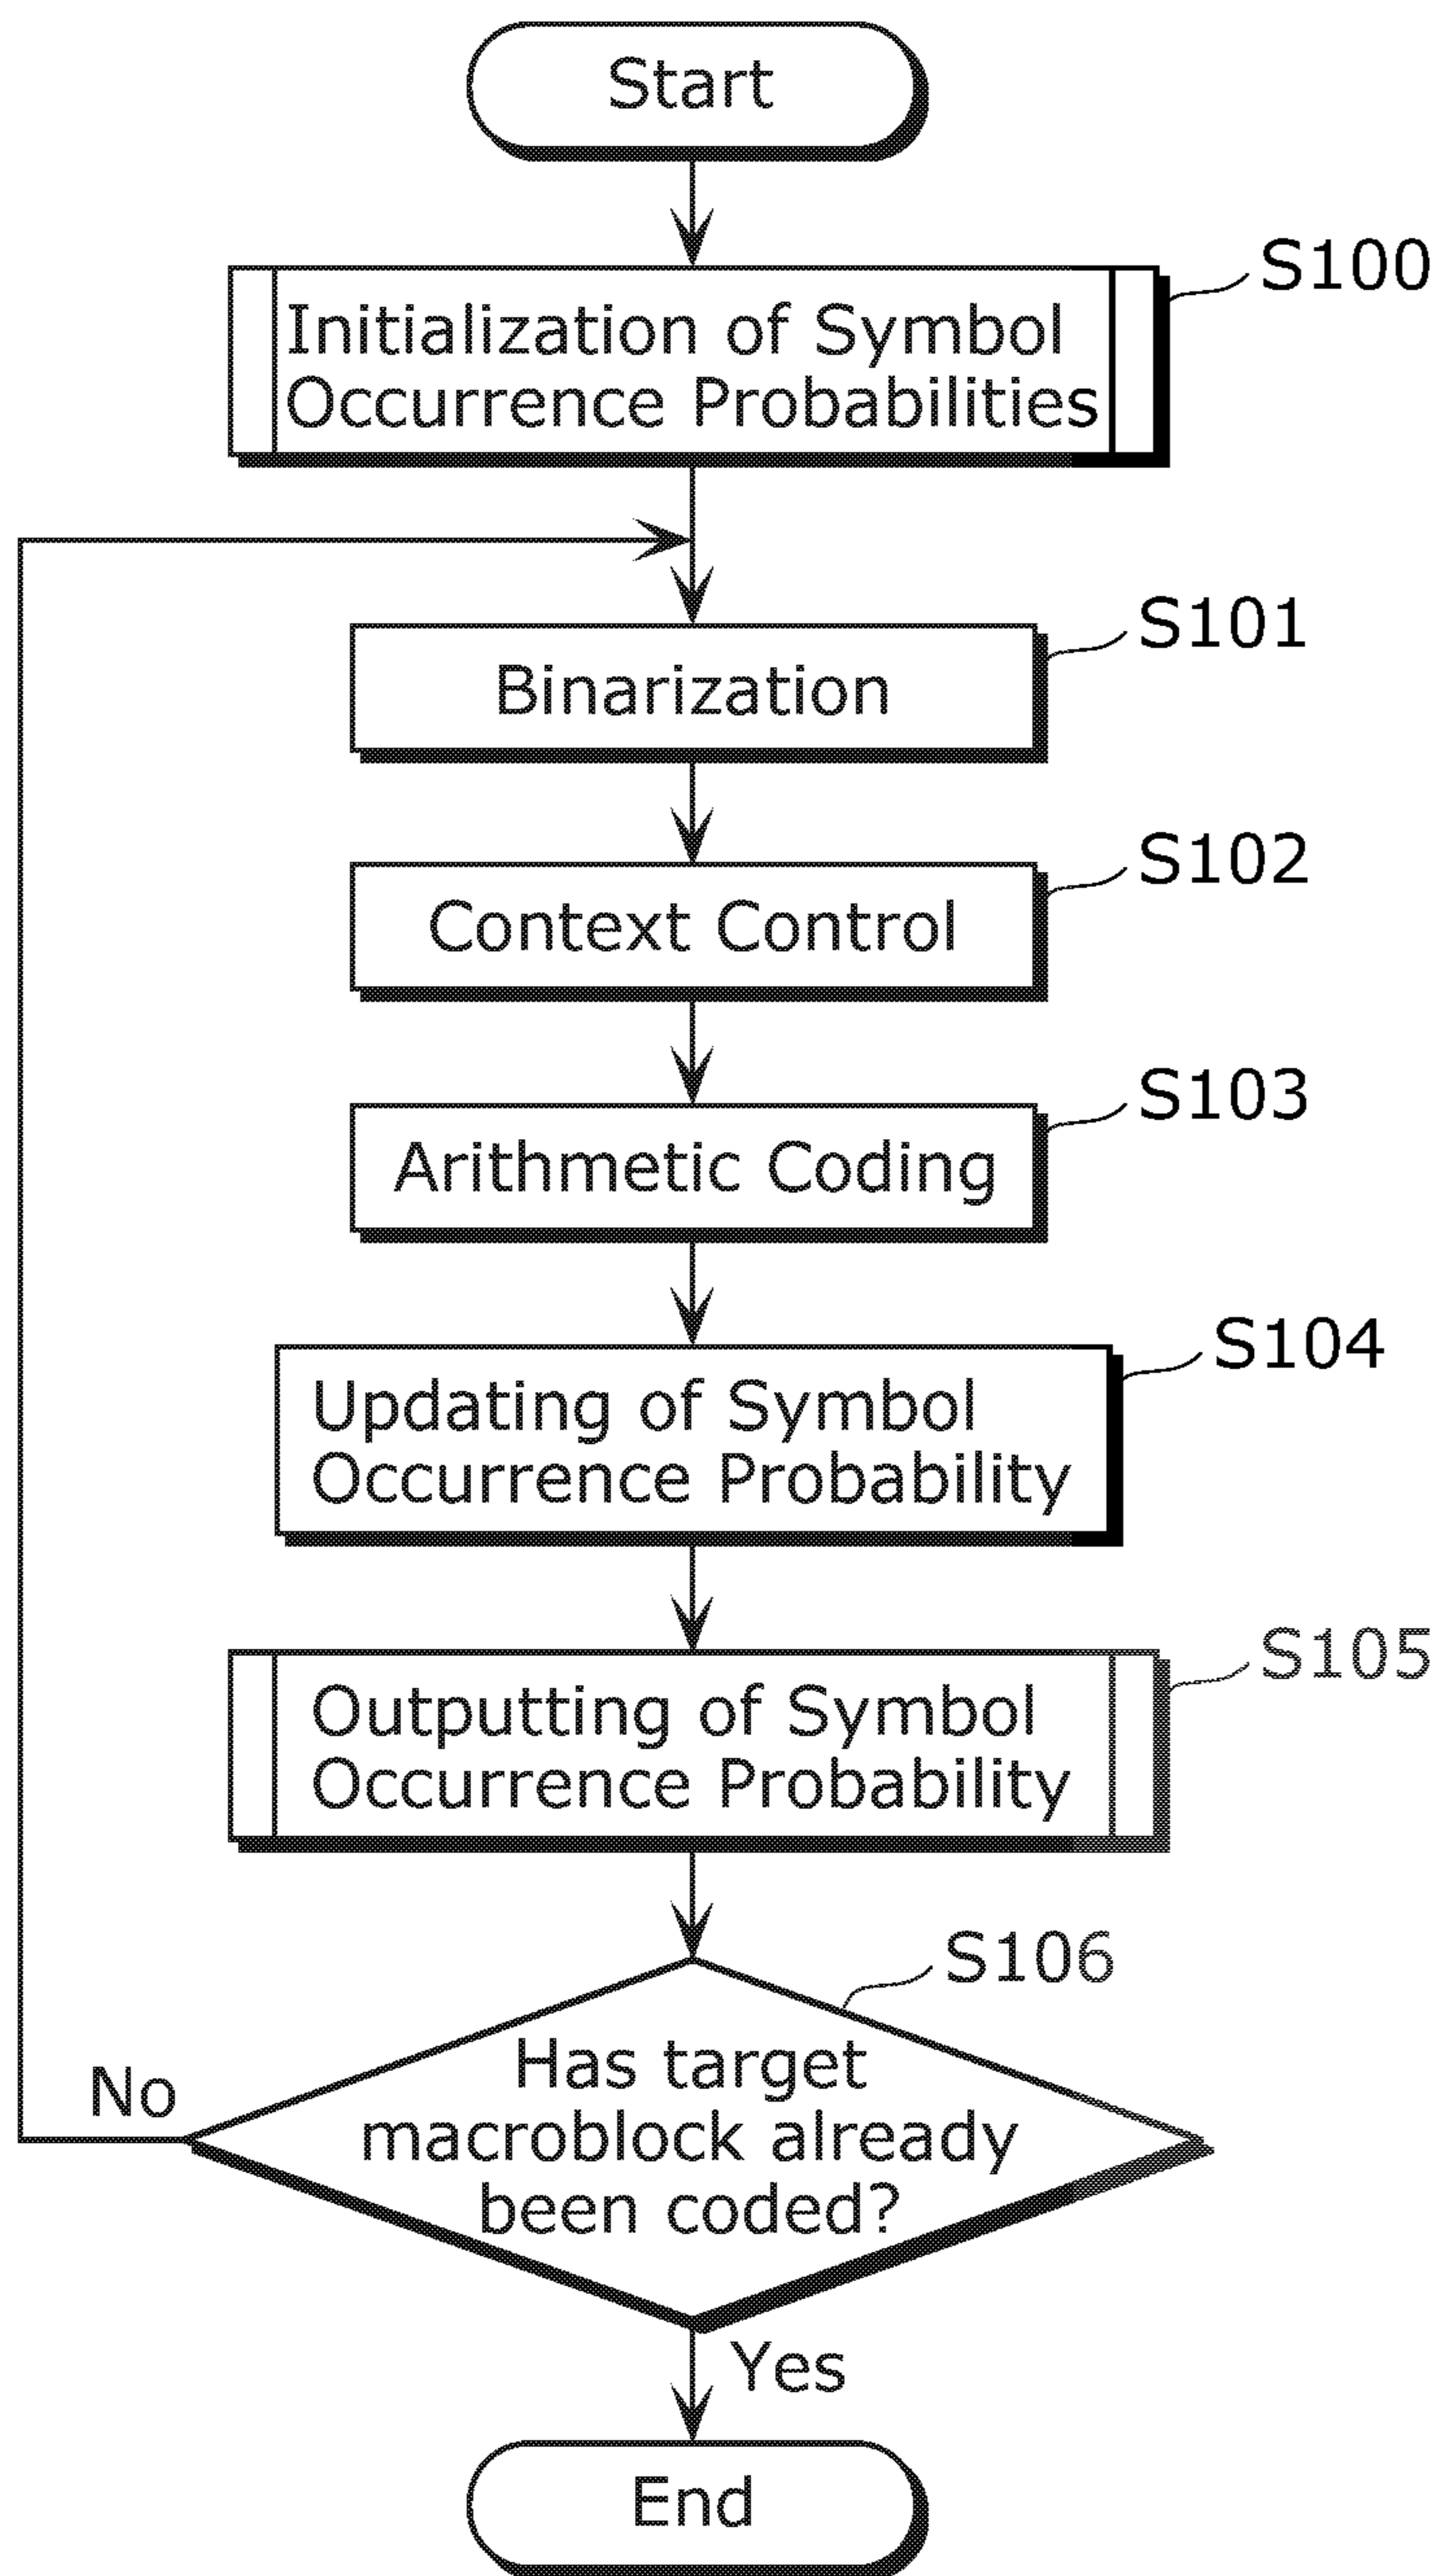 Start
S100
Initialization of Symbol
Occurrence Probabilities
S101
Binarization
S102
Context Control
S103
Arithmetic Coding
S104
Updating of Symbol
Occurrence Probability
S105
Outputting of Symbol
Occurrence Probability
S106
Has target
macroblock already
been coded?
No
Yes
End